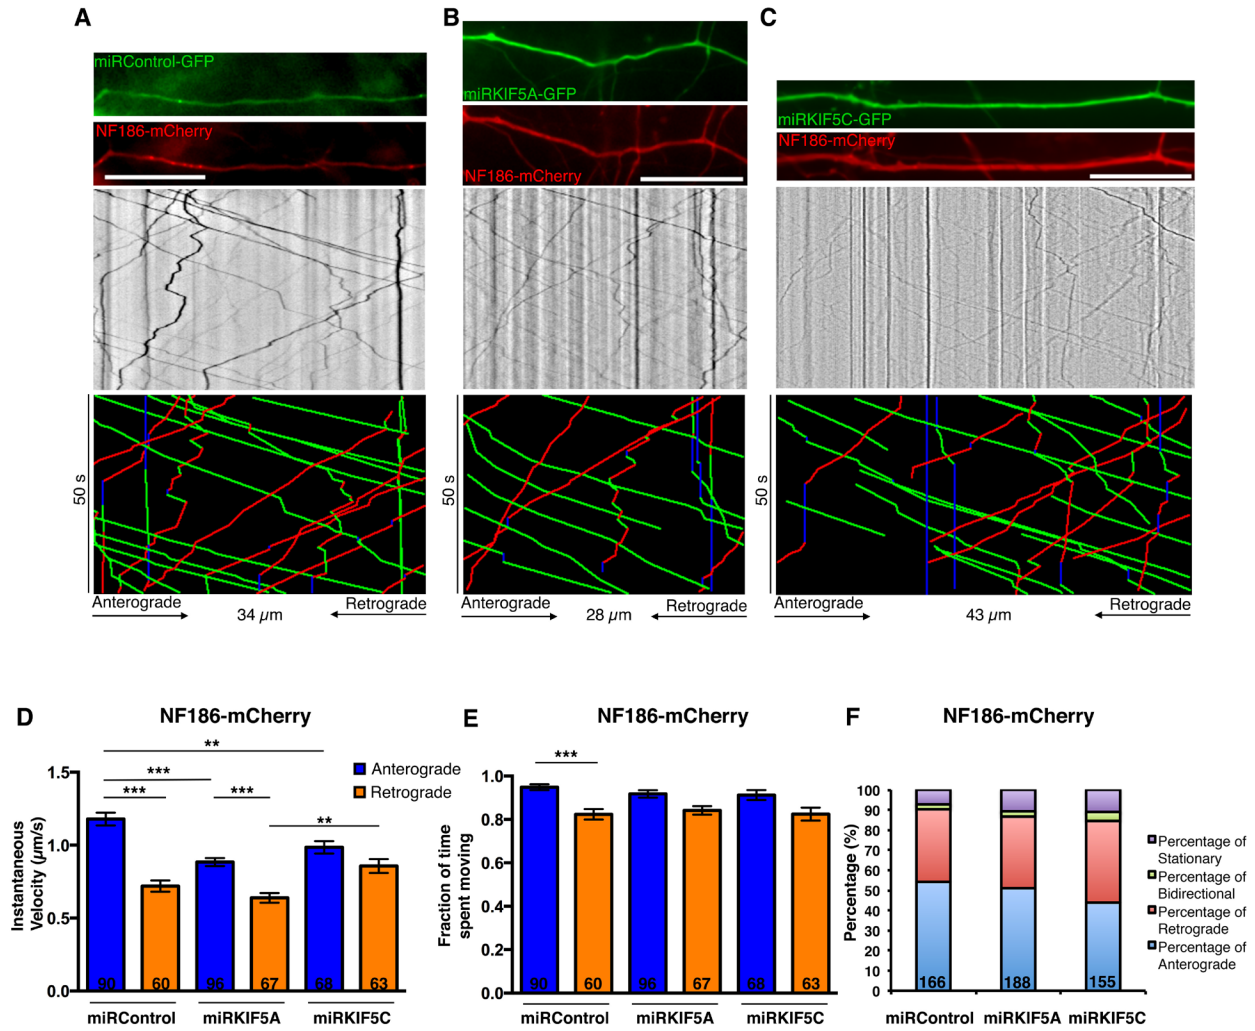 A
B
C
miRControl-GFP
NF186-mCherry
miRKIF5A-GFP
NF186-mCherry
miRKIF5C-GFP
NF186-mCherry
50 s
50 s
50 s
Anterograde
34 µm
Retrograde
Anterograde
28 µm
Retrograde
Anterograde
43 µm
Retrograde
D
NF186-mCherry
Instantaneous
Velocity (µm/s)
1.5
1.0
0.5
0.0
**
***
***
***
**
Anterograde
Retrograde
90
60
96
67
68
63
miRControl
miRKIF5A
miRKIF5C
E
NF186-mCherry
Fraction of time
spent moving
1.0
0.8
0.6
0.4
0.2
0.0
***
90
60
96
67
68
63
miRControl
miRKIF5A
miRKIF5C
F
NF186-mCherry
Percentage (%)
100
90
80
70
60
50
40
30
20
10
0
166
188
155
miRControl
miRKIF5A
miRKIF5C
Percentage of
Stationary
Percentage of
Bidirectional
Percentage of
Retrograde
Percentage of
Anterograde